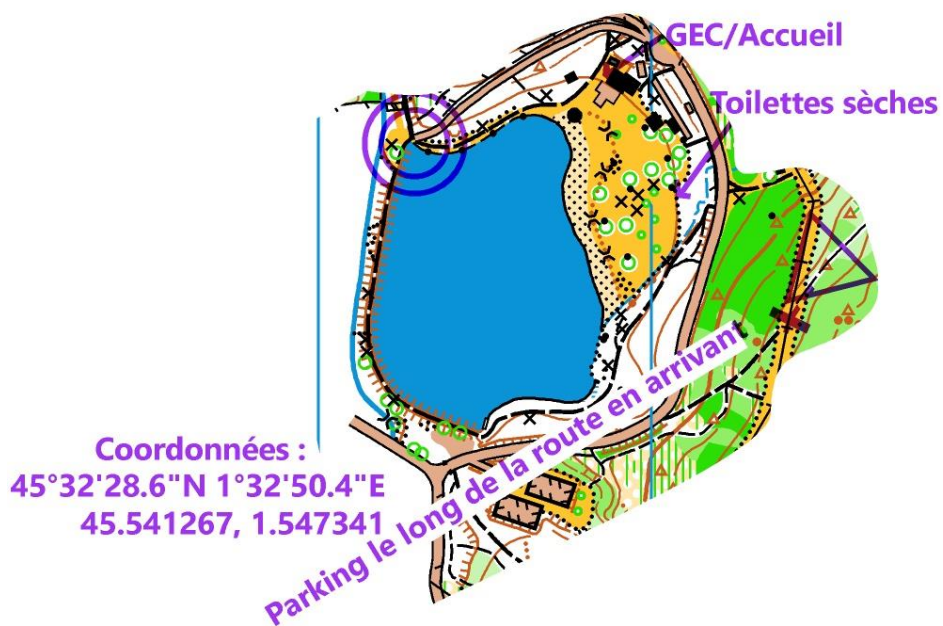 GEC/Accueil
Toilettes sèches
Parking le long de la route en arrivant
Coordonnées :
45°32'28.6"N 1°32'50.4"E
45.541267, 1.547341